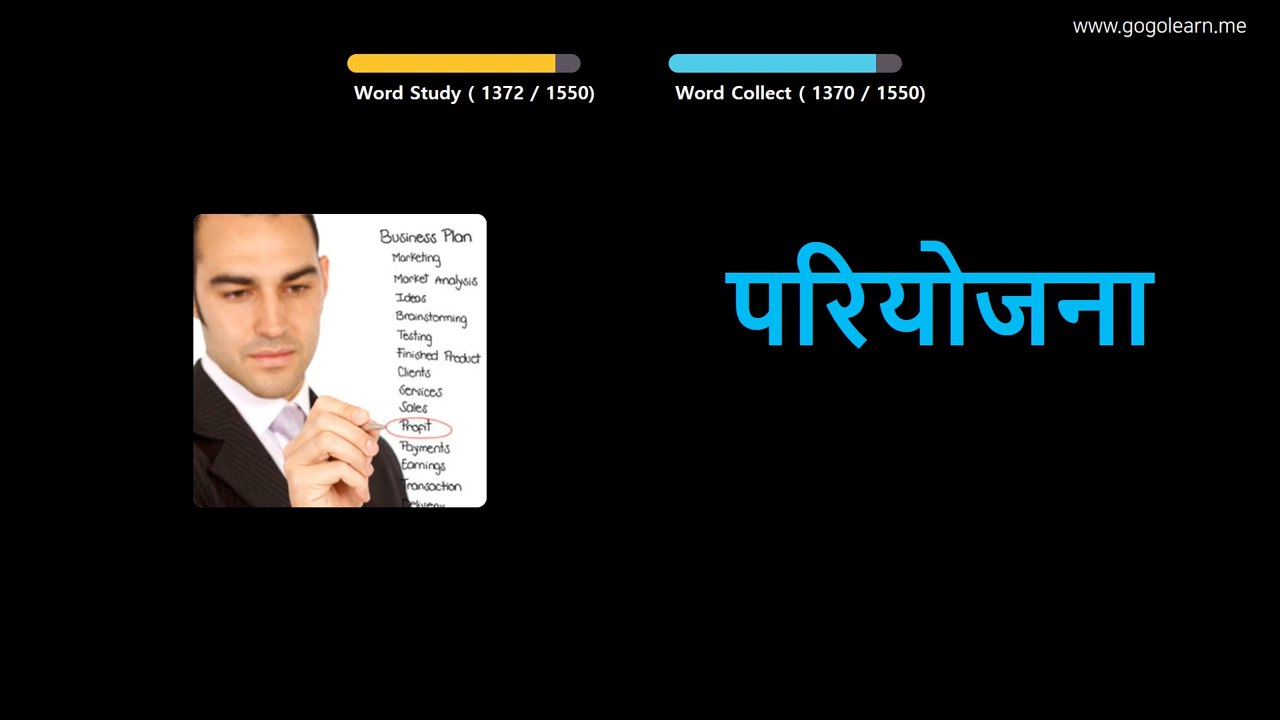 www.gogolearn.me
Word Study ( 1372 / 1550)
Word Collect ( 1370 / 1550)
Business Plan
Marketing
Market Analysis
Ideas
Brainstorming
Testing
Finished Product
Clients
Services
Sales
Profit
Payments
Earnings
Transaction
Delivery
परियोजना